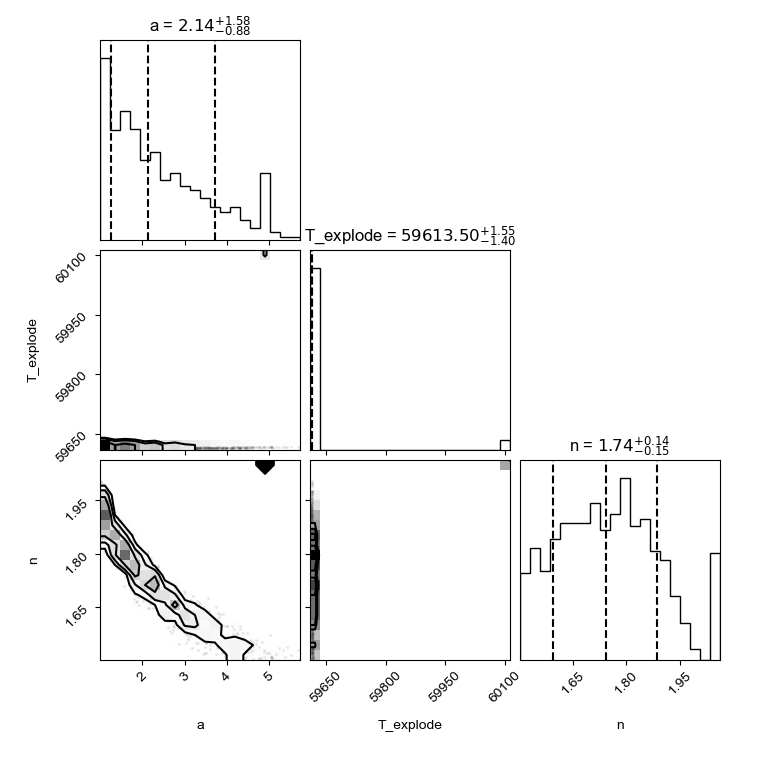 a = 2.14+1.58−0.88
60100
59950
59800
59650
T_explode
T_explode = 59613.50+1.55−1.40
1.95
1.80
1.65
n
n = 1.74+0.14−0.15
2
3
4
5
a
59650
59800
59950
60100
T_explode
1.65
1.80
1.95
n